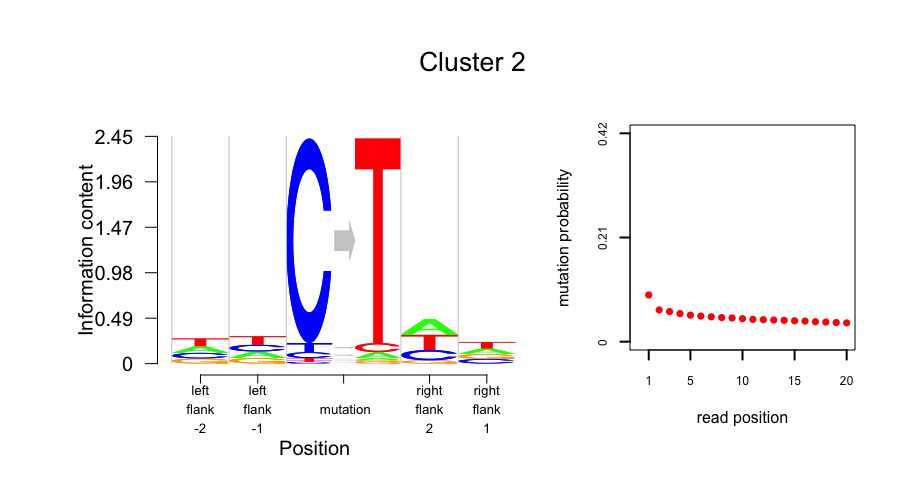 Cluster 2
Information content
2.45
1.96
1.47
0.98
0.49
0
C
T
A
left flank -2
left flank -1
mutation
right flank 2
right flank 1
Position
mutation probability
0.42
0.21
0
1
5
10
15
20
read position